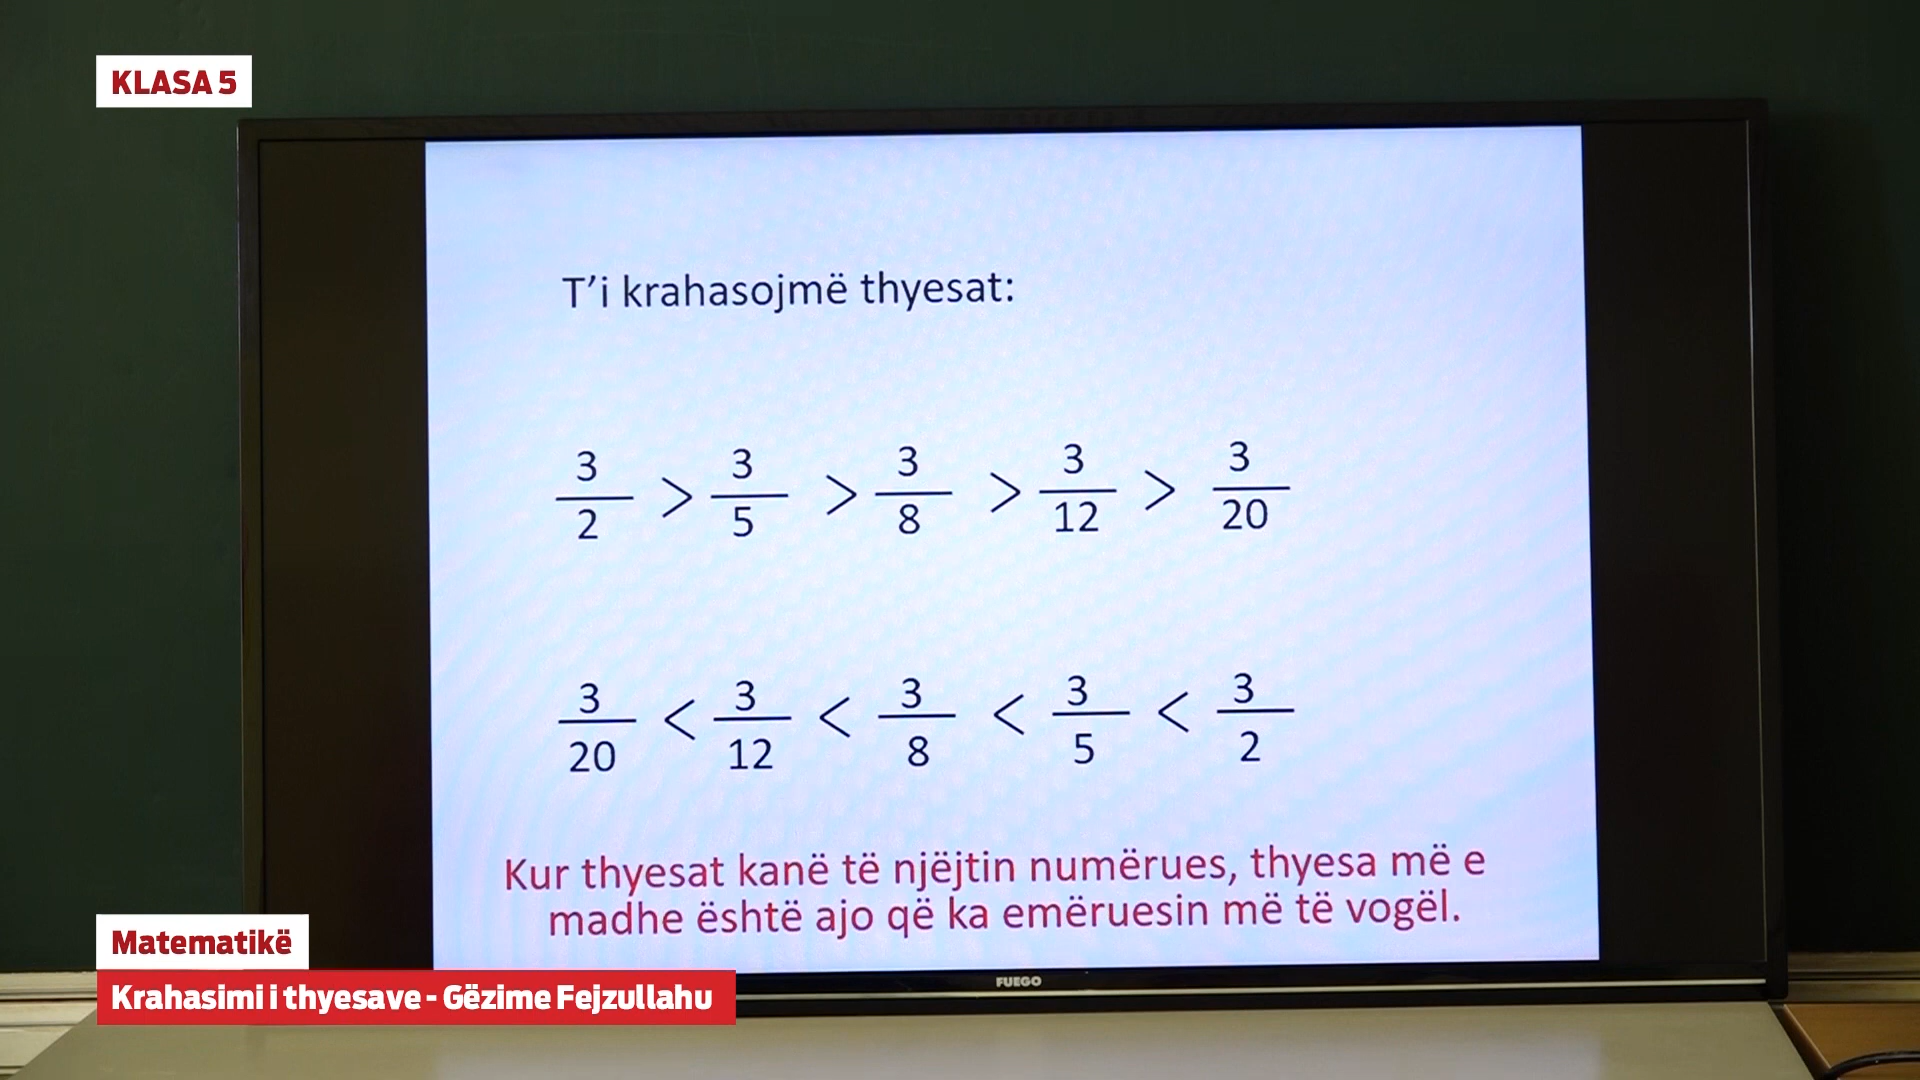 KLASA 5
T’i krahasojmë thyesat:
3/2 > 3/5 > 3/8 > 3/12 > 3/20
3/20 < 3/12 < 3/8 < 3/5 < 3/2
Kur thyesat kanë të njëjtin numërues, thyesa më e
madhe është ajo që ka emëruesin më të vogël.
FUEGO
Matematikë
Krahasimi i thyesave - Gëzime Fejzullahu